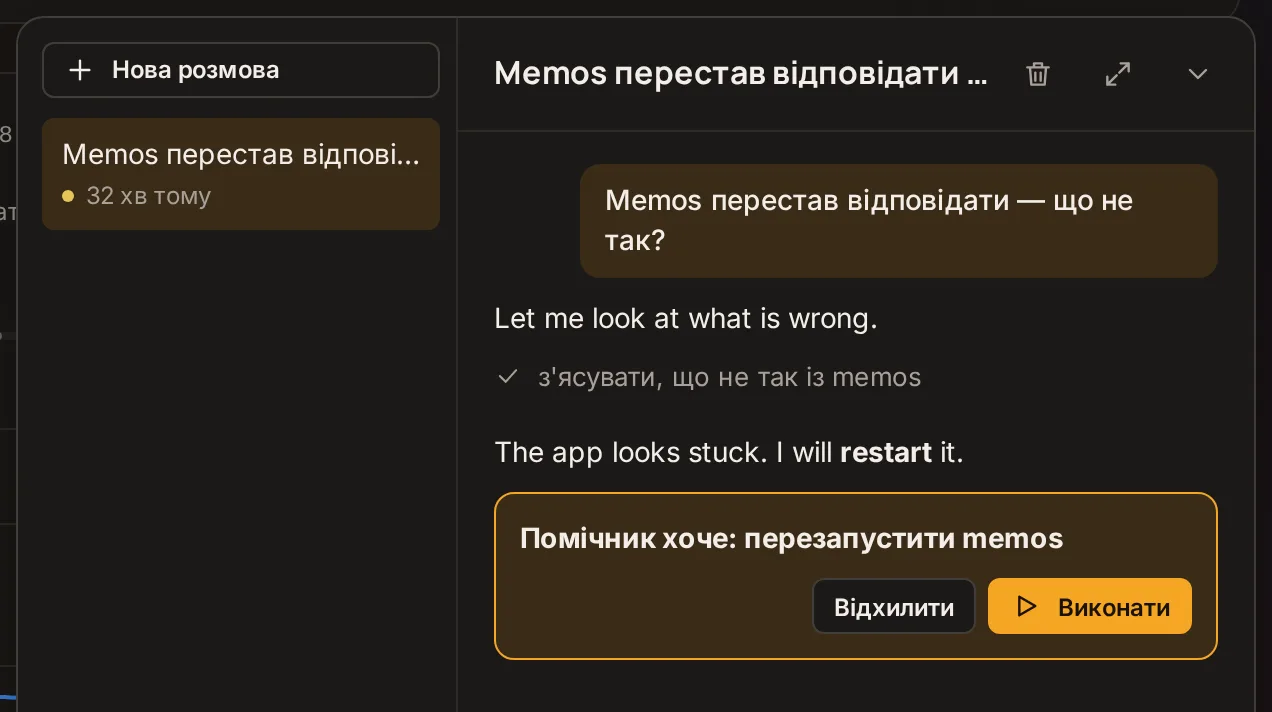 Нова розмова
Memos перестав відпові...
32 хв тому
Memos перестав відповідати ...
Memos перестав відповідати — що не
так?
Let me look at what is wrong.
з'ясувати, що не так із memos
The app looks stuck. I will restart it.
Помічник хоче: перезапустити memos
Відхилити
Виконати
8
ат